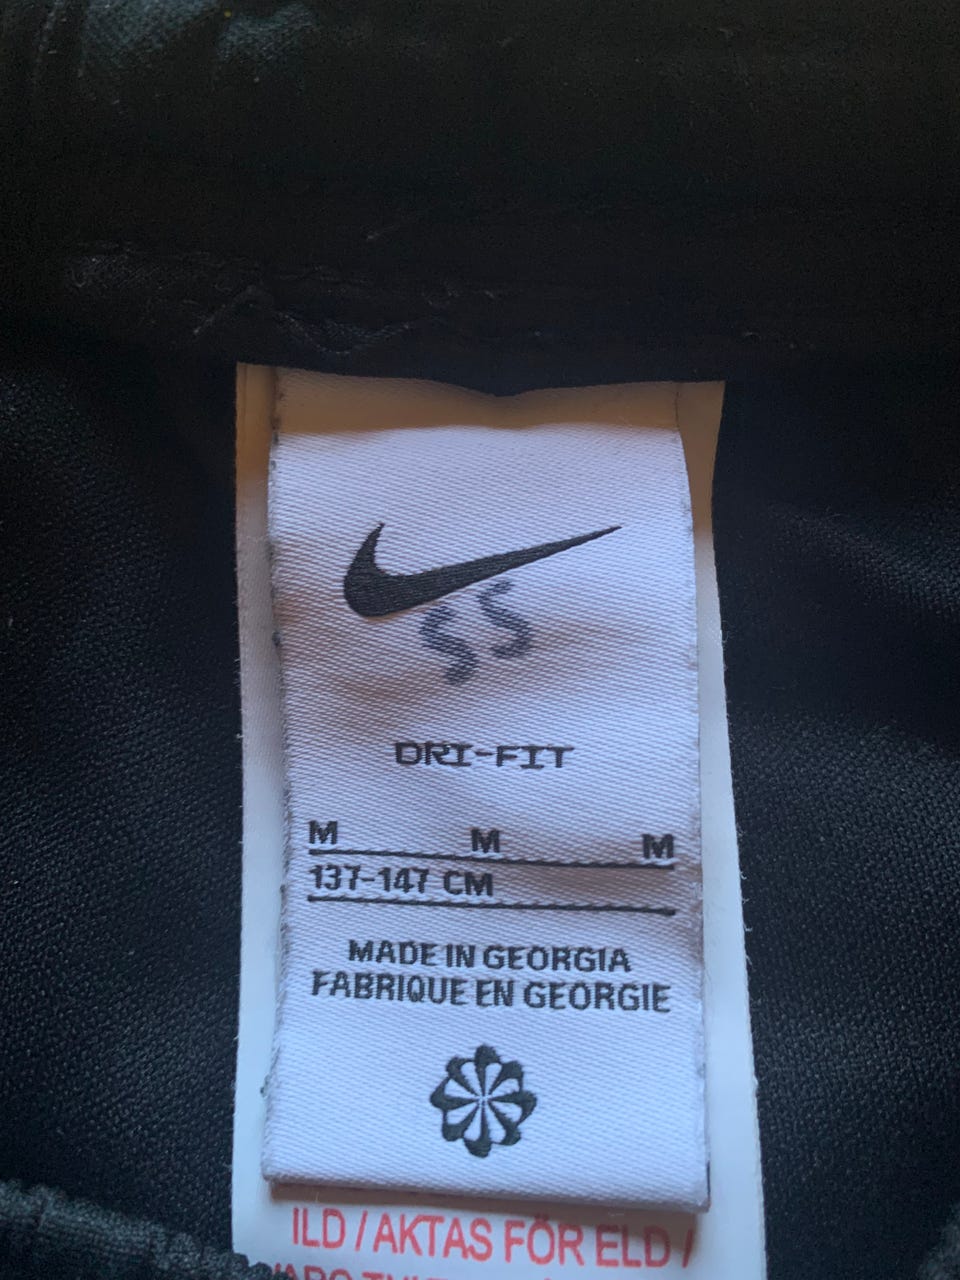 SS
DRI-FIT
M M M
137-147 CM
MADE IN GEORGIA
FABRIQUE EN GEORGIE
ILD / AKTAS FÖR ELD /